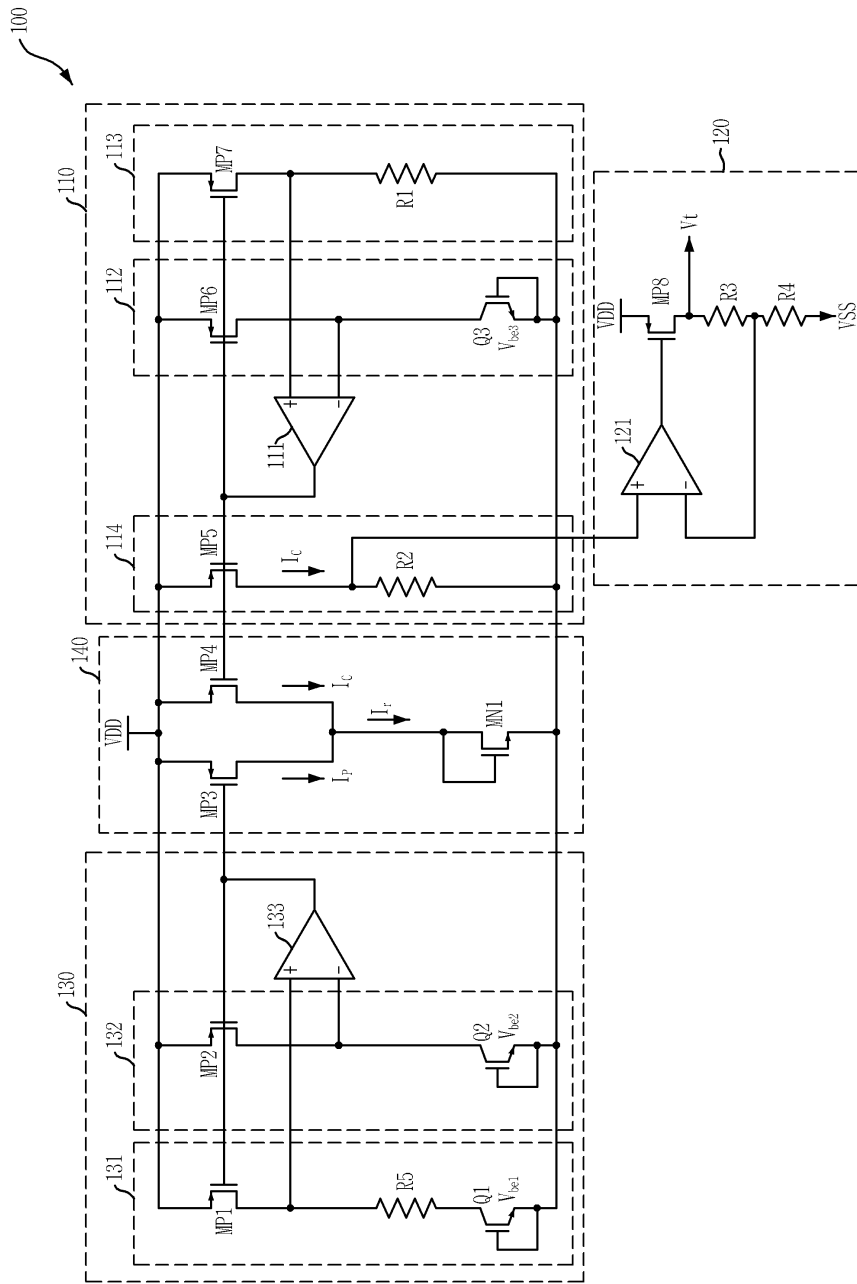 100
130
131
MP1
R5
Q1
Vbe1
132
MP2
Q2
Vbe2
133
+
-
140
VDD
MP3
MP4
IP
IC
Ir
MN1
110
114
MP5
IC
R2
111
+
-
112
MP6
Q3
Vbe3
113
MP7
R1
120
121
+
-
VDD
MP8
Vt
R3
R4
VSS